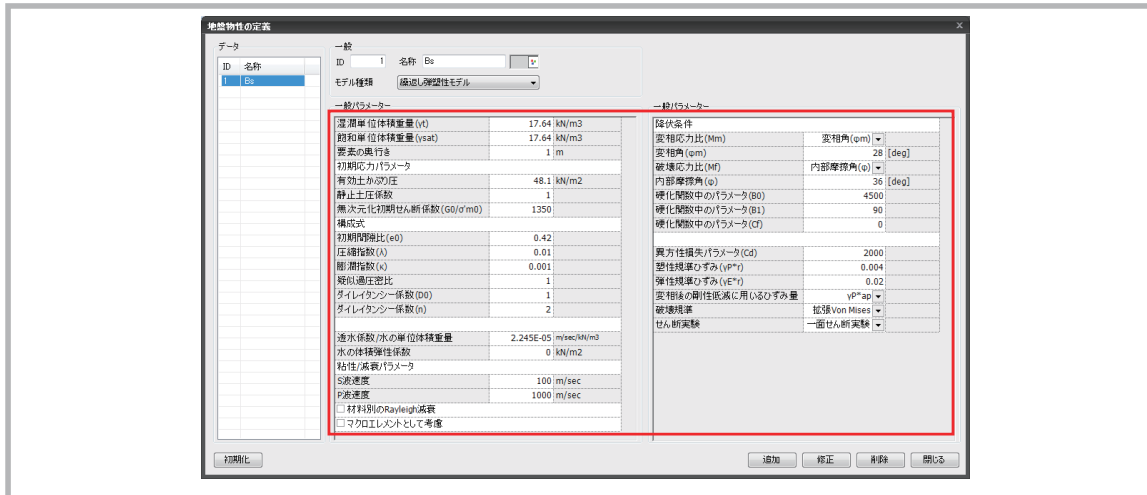 地盤物性の定義
x
データ
ID 名称
1 Bs
一般
ID 1 名称 Bs
モデル種類 繰返し弾塑性モデル
一般パラメーター
湿潤単位体積重量(γt) 17.64 kN/m3
飽和単位体積重量(γsat) 17.64 kN/m3
要素の奥行き 1 m
初期応力パラメータ
有効土かぶり圧 48.1 kN/m2
静止土圧係数 1
無次元化初期せん断係数(G0/σ'm0) 1350
構成式
初期間隙比(e0) 0.42
圧縮指数(λ) 0.01
膨潤指数(κ) 0.001
疑似過圧密比 1
ダイレイタンシー係数(D0) 1
ダイレイタンシー係数(n) 2
透水係数/水の単位体積重量 2.245E-05 m/sec/kN/m3
水の体積弾性係数 0 kN/m2
粘性/減衰パラメータ
S波速度 100 m/sec
P波速度 1000 m/sec
材料別のRayleigh減衰
マクロエレメントとして考慮
一般パラメーター
降伏条件
変相応力比(Mm) 変相角(φm)
変相角(φm) 28 [deg]
破壊応力比(Mf) 内部摩擦角(φ)
内部摩擦角(φ) 36 [deg]
硬化関数中のパラメータ(B0) 4500
硬化関数中のパラメータ(B1) 90
硬化関数中のパラメータ(Cf) 0
異方性損失パラメータ(Cd) 2000
塑性規準ひずみ(γP*r) 0.004
弾性規準ひずみ(γE*r) 0.02
変相後の剛性低減に用いるひずみ量 γP*ap
破壊規準 拡張Von Mises
せん断実験 一面せん断実験
初期化
追加 修正 削除 閉じる